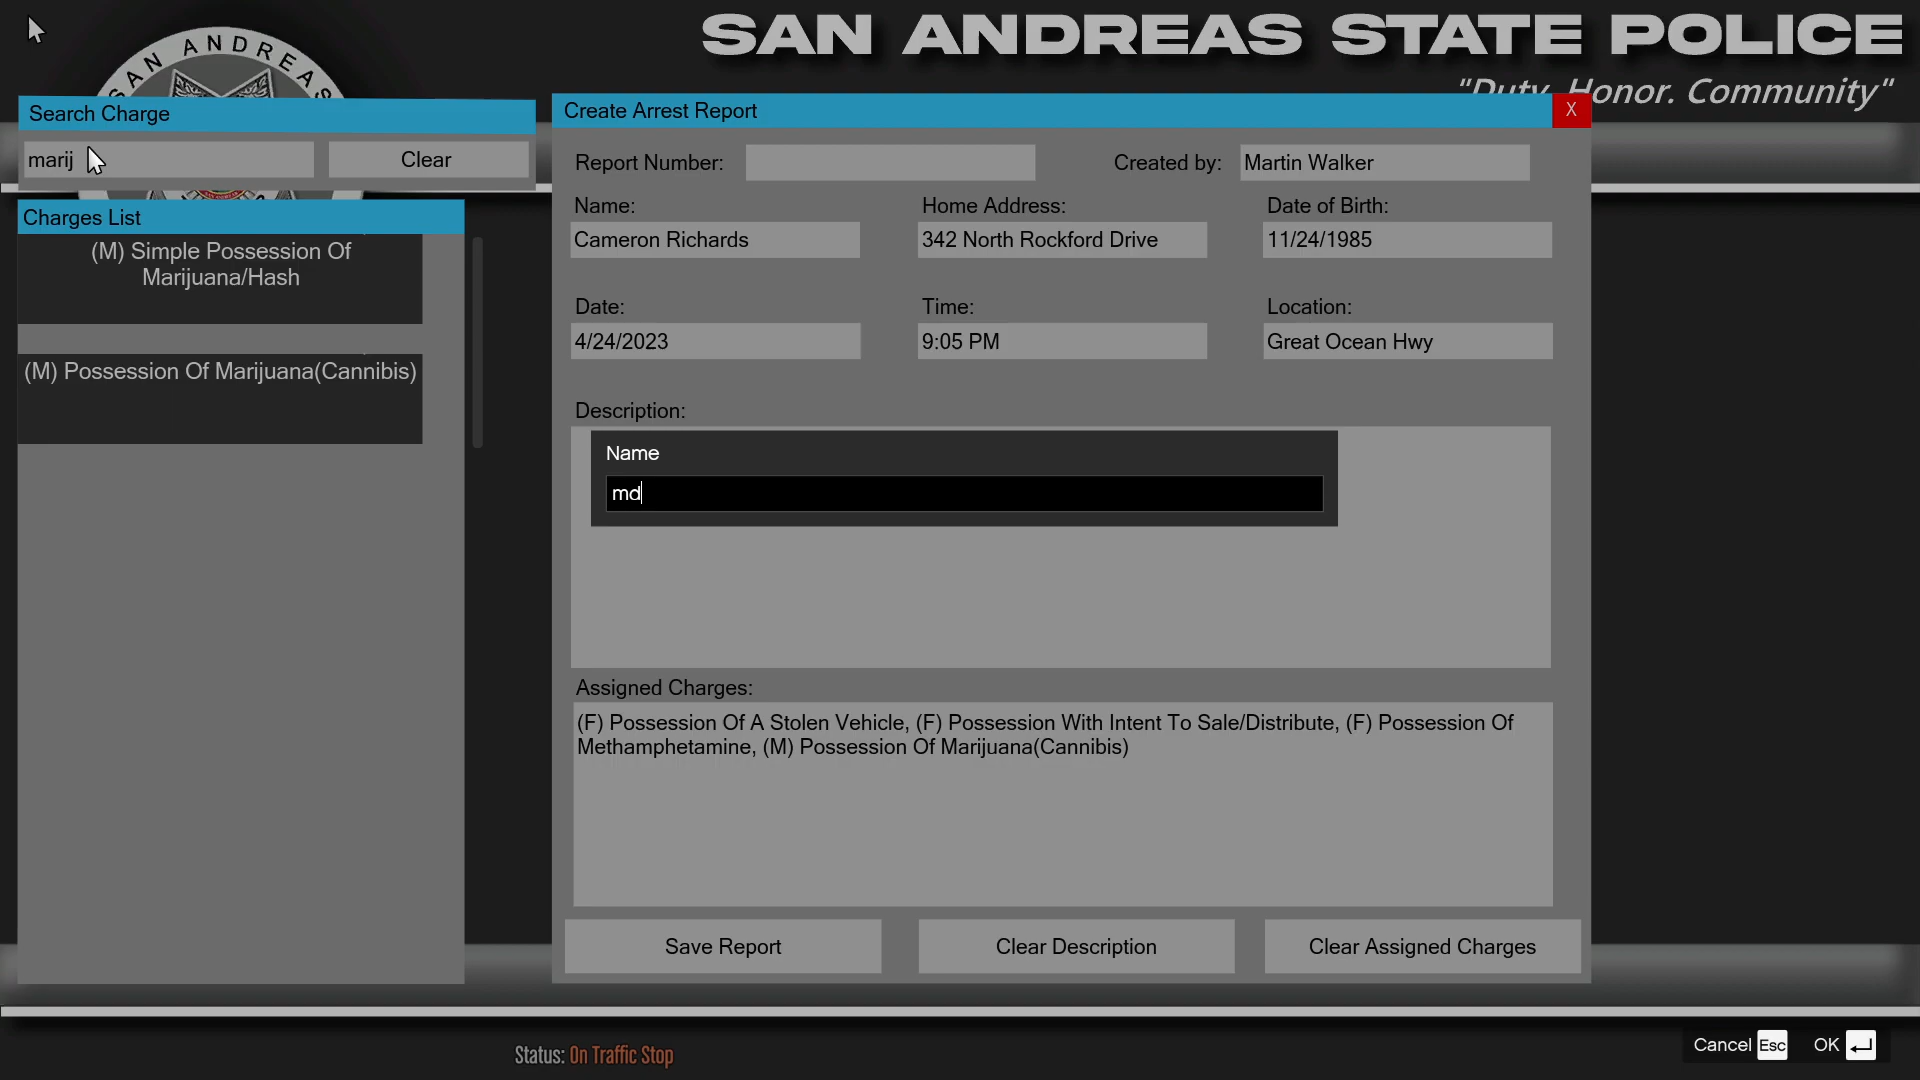 SAN ANDREAS STATE POLICE
"Duty. Honor. Community"
SAN ANDREAS
Search Charge
marij
Clear
Charges List
(M) Simple Possession Of
Marijuana/Hash
(M) Possession Of Marijuana(Cannibis)
Create Arrest Report
X
Report Number:
Created by: Martin Walker
Name:
Home Address:
Date of Birth:
Cameron Richards
342 North Rockford Drive
11/24/1985
Date:
Time:
Location:
4/24/2023
9:05 PM
Great Ocean Hwy
Description:
Name
md
Assigned Charges:
(F) Possession Of A Stolen Vehicle, (F) Possession With Intent To Sale/Distribute, (F) Possession Of
Methamphetamine, (M) Possession Of Marijuana(Cannibis)
Save Report
Clear Description
Clear Assigned Charges
Status: On Traffic Stop
Cancel Esc
OK